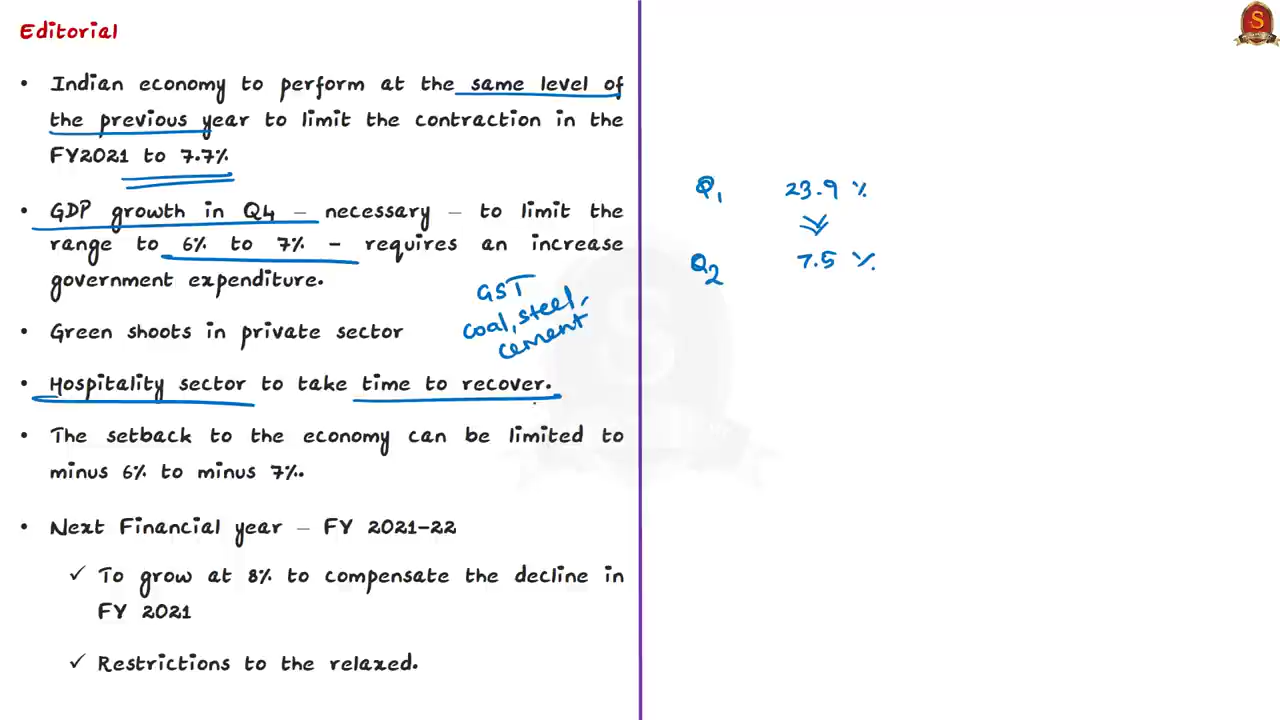 Editorial
• Indian economy to perform at the same level of
the previous year to limit the contraction in the
FY2021 to 7.7%
• GDP growth in Q4 – necessary – to limit the
range to 6% to 7% – requires an increase
government expenditure.
GST
coal, steel,
cement
• Green shoots in private sector
• Hospitality sector to take time to recover.
• The setback to the economy can be limited to
minus 6% to minus 7%.
• Next Financial year – FY 2021-22
✓ To grow at 8% to compensate the decline in
FY 2021
✓ Restrictions to the relaxed.
Q1 23.9 %
Q2 7.5 %
S